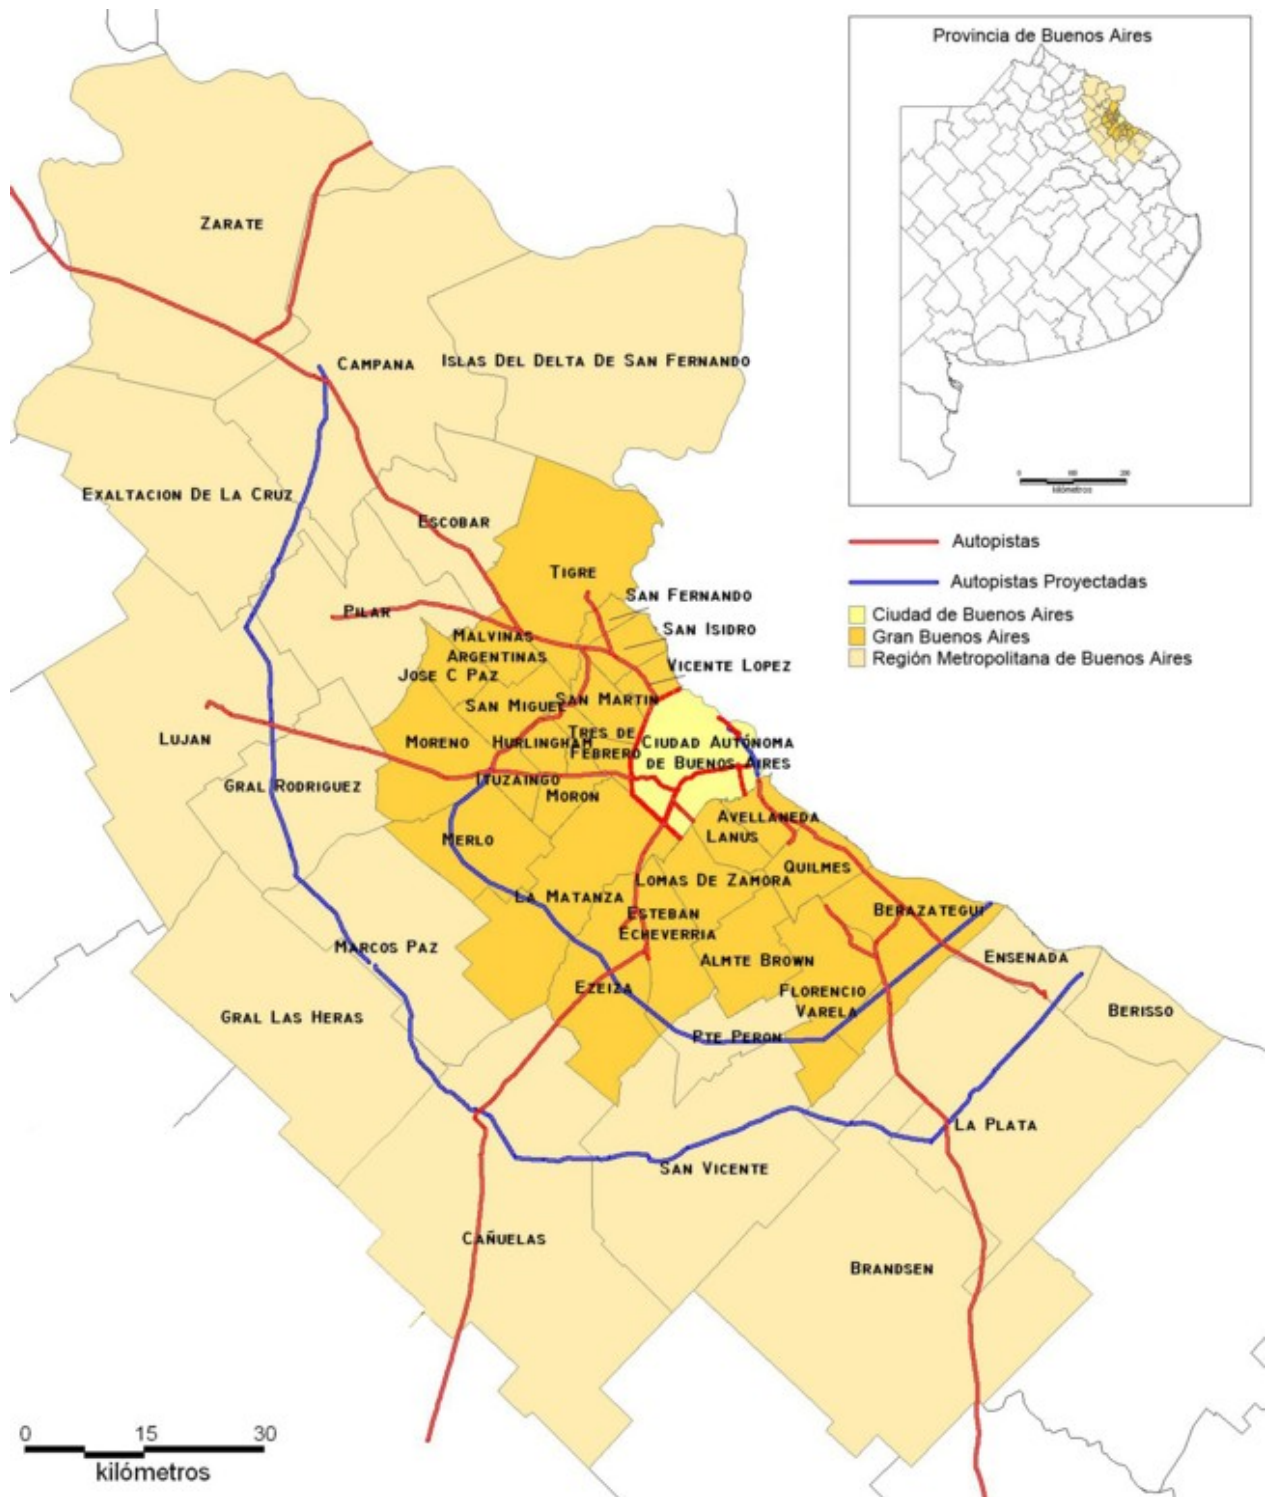 Provincia de Buenos Aires
0
200
kilómetros
Autopistas
Autopistas Proyectadas
Ciudad de Buenos Aires
Gran Buenos Aires
Región Metropolitana de Buenos Aires
ZARATE
CAMPANA
ISLAS DEL DELTA DE SAN FERNANDO
EXALTACION DE LA CRUZ
ESCOBAR
TIGRE
SAN FERNANDO
PILAR
SAN ISIDRO
MALVINAS
ARGENTINAS
VICENTE LOPEZ
JOSE C PAZ
SAN MARTIN
SAN MIGUEL
LUJAN
MORENO
HURLINGHAM
TRES DE
FEBRERO
CIUDAD AUTÓNOMA
DE BUENOS AIRES
GRAL RODRIGUEZ
ITUZAINGO
MORON
AVELLANEDA
LANUS
MERLO
QUILMES
LOMAS DE ZAMORA
LA MATANZA
ESTEBAN
ECHEVERRIA
BERAZATEGUI
MARCOS PAZ
ALMTE BROWN
ENSENADA
EZEIZA
FLORENCIO
VARELA
BERISSO
GRAL LAS HERAS
PTE PERON
LA PLATA
SAN VICENTE
CAÑUELAS
BRANDSEN
0 15 30
kilómetros